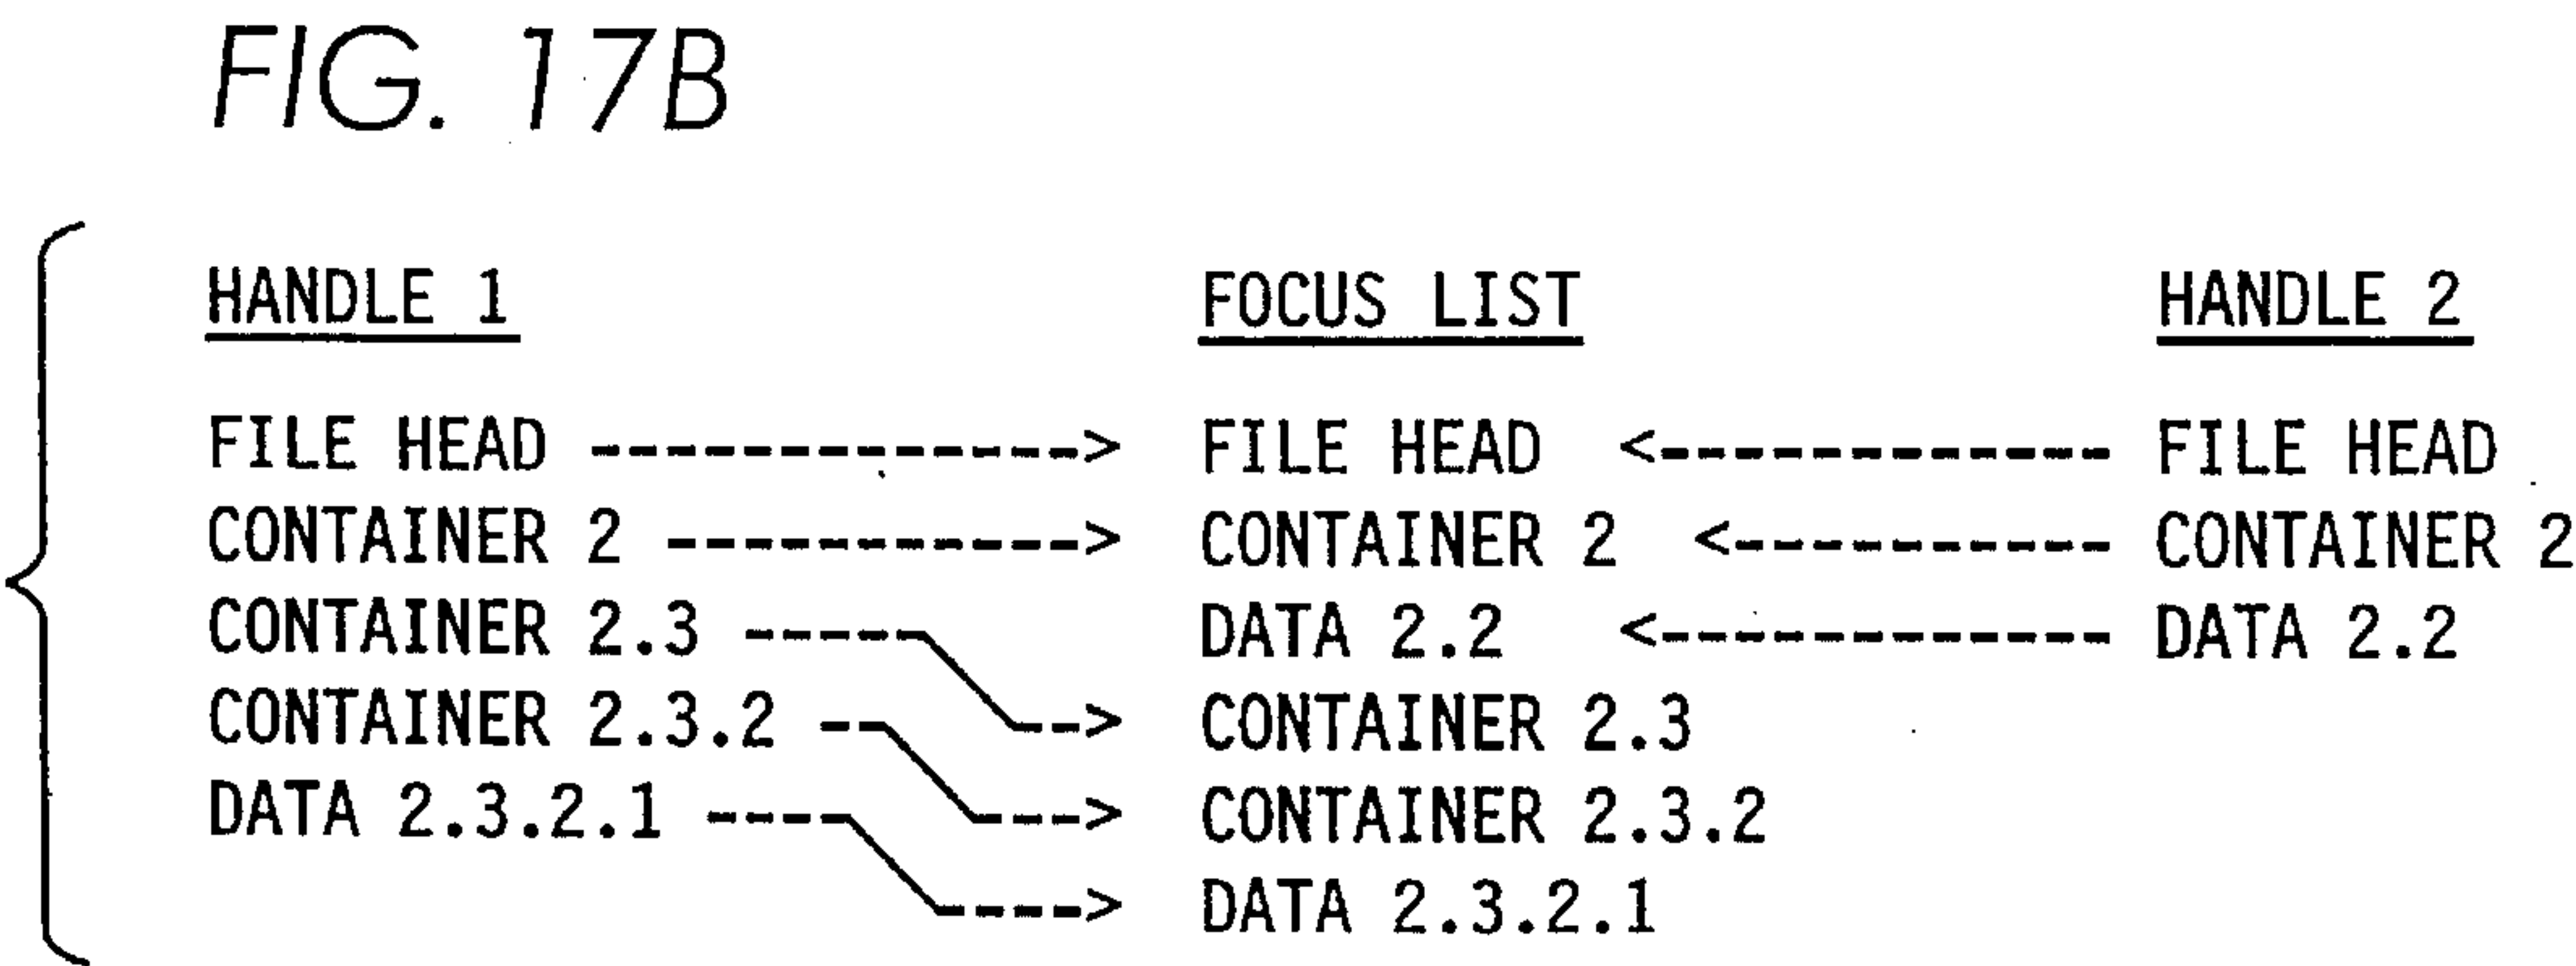 FIG. 17B
HANDLE 1 FOCUS LIST HANDLE 2
FILE HEAD --------------> FILE HEAD <------------ FILE HEAD
CONTAINER 2 ------------> CONTAINER 2 <---------- CONTAINER 2
CONTAINER 2.3 DATA 2.2 <------------ DATA 2.2
CONTAINER 2.3.2 CONTAINER 2.3
DATA 2.3.2.1 CONTAINER 2.3.2
DATA 2.3.2.1